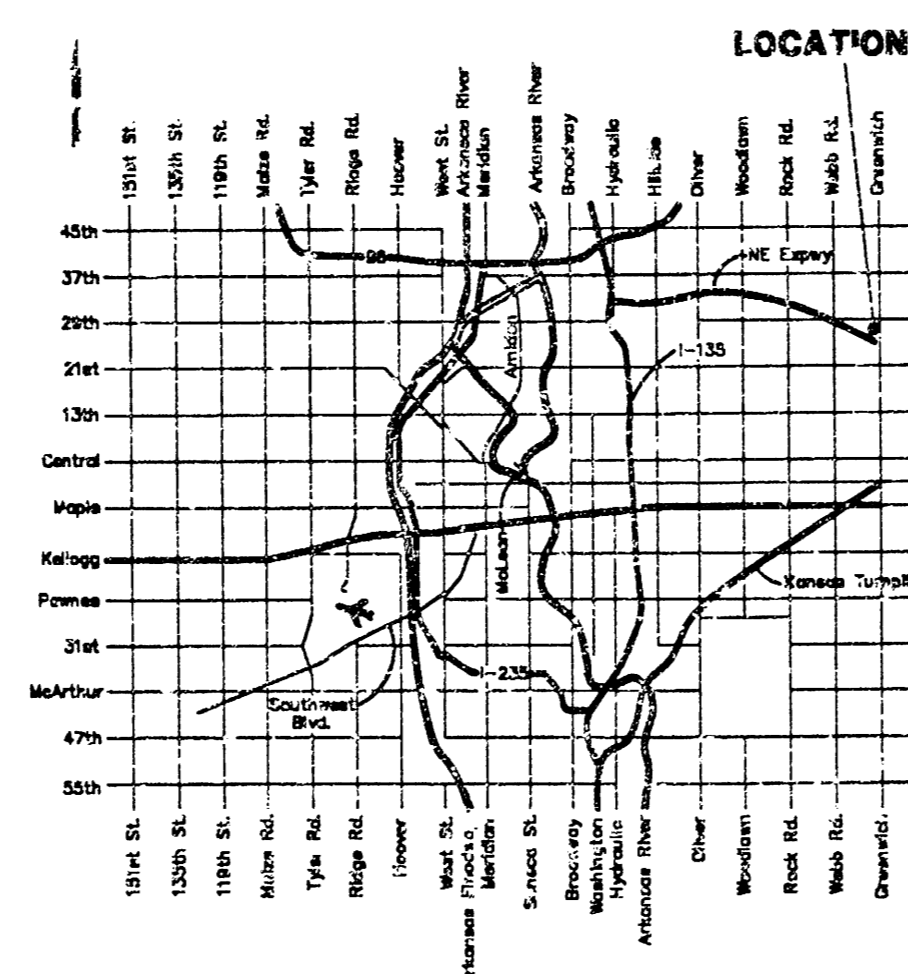 LOCATION
151st St.
135th St.
119th St.
Maize Rd.
Tyler Rd.
Ridge Rd.
Hoover
West St.
Arkansas River
Meridian
Arkansas River
Broadway
Hydraulic
Hillside
Oliver
Woodlawn
Rock Rd.
Webb Rd.
Greenwich
45th
37th
29th
21st
13th
Central
Maple
Kellogg
Pawnee
31st
McArthur
47th
55th
96
NE Expwy
I-135
Amidon
McLean
Kansas Turnpi
I-235
Southwest
Blvd.
151st St.
135th St.
119th St.
Maize Rd.
Tyler Rd.
Ridge Rd.
Hoover
West St.
Meridian
Seneca St.
Broadway
Washington
Hydraulic
Arkansas River
Oliver
Woodlawn
Rock Rd.
Webb Rd.
Greenwich